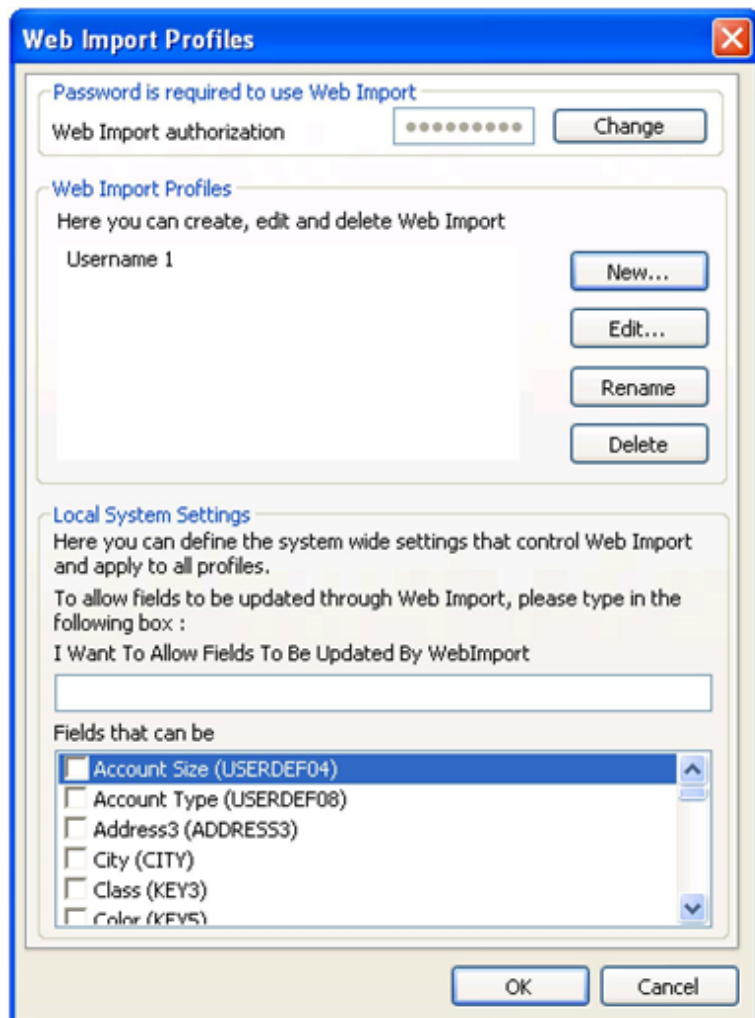 Web Import Profiles
Password is required to use Web Import
Web Import authorization
Change
Web Import Profiles
Here you can create, edit and delete Web Import
Username 1
New...
Edit...
Rename
Delete
Local System Settings
Here you can define the system wide settings that control Web Import
and apply to all profiles.
To allow fields to be updated through Web Import, please type in the
following box :
I Want To Allow Fields To Be Updated By WebImport
Fields that can be
Account Size (USERDEF04)
Account Type (USERDEF08)
Address3 (ADDRESS3)
City (CITY)
Class (KEY3)
Color (KEY5)
OK
Cancel